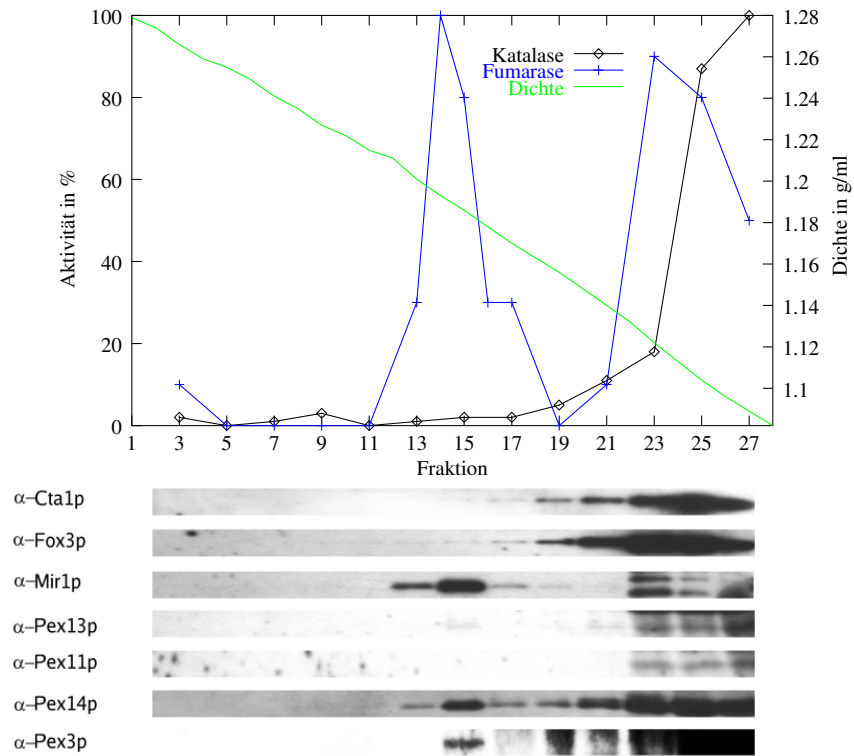 100
80
60
40
20
0
Aktivität in %
Katalase
Fumarase
Dichte
1.28
1.26
1.24
1.22
1.2
1.18
1.16
1.14
1.12
1.1
Dichte in g/ml
1 3 5 7 9 11 13 15 17 19 21 23 25 27
Fraktion
α–Cta1p
α–Fox3p
α–Mir1p
α–Pex13p
α–Pex11p
α–Pex14p
α–Pex3p